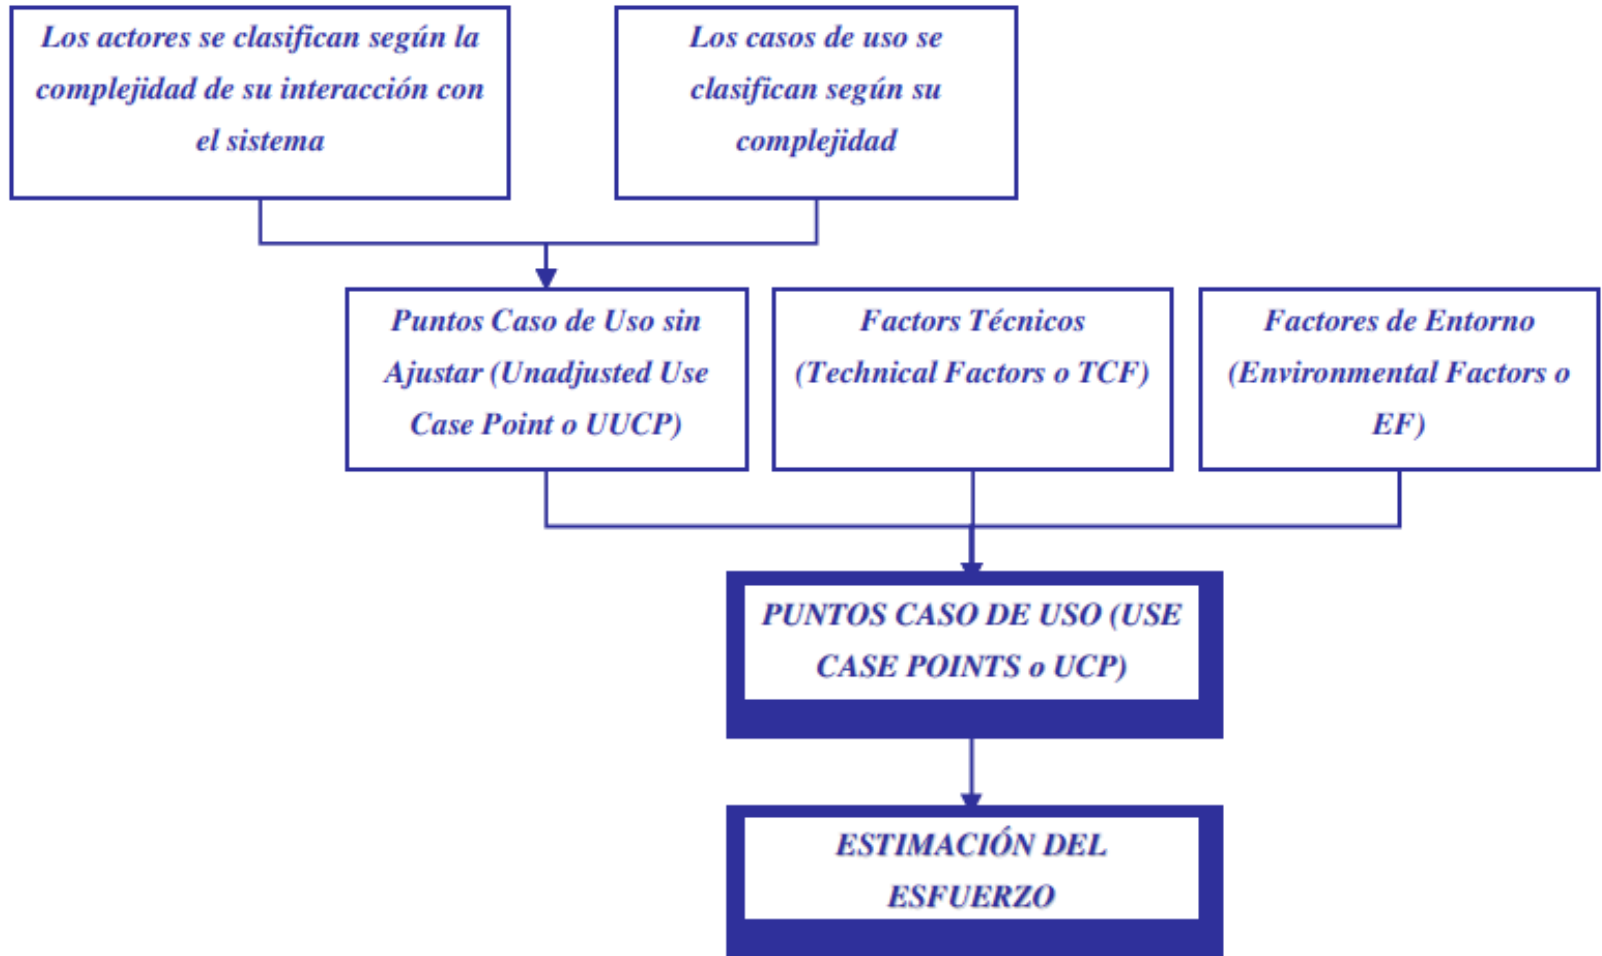 Los actores se clasifican según la
complejidad de su interacción con
el sistema
Los casos de uso se
clasifican según su
complejidad
Puntos Caso de Uso sin
Ajustar (Unadjusted Use
Case Point o UUCP)
Factors Técnicos
(Technical Factors o TCF)
Factores de Entorno
(Environmental Factors o
EF)
PUNTOS CASO DE USO (USE
CASE POINTS o UCP)
ESTIMACIÓN DEL
ESFUERZO